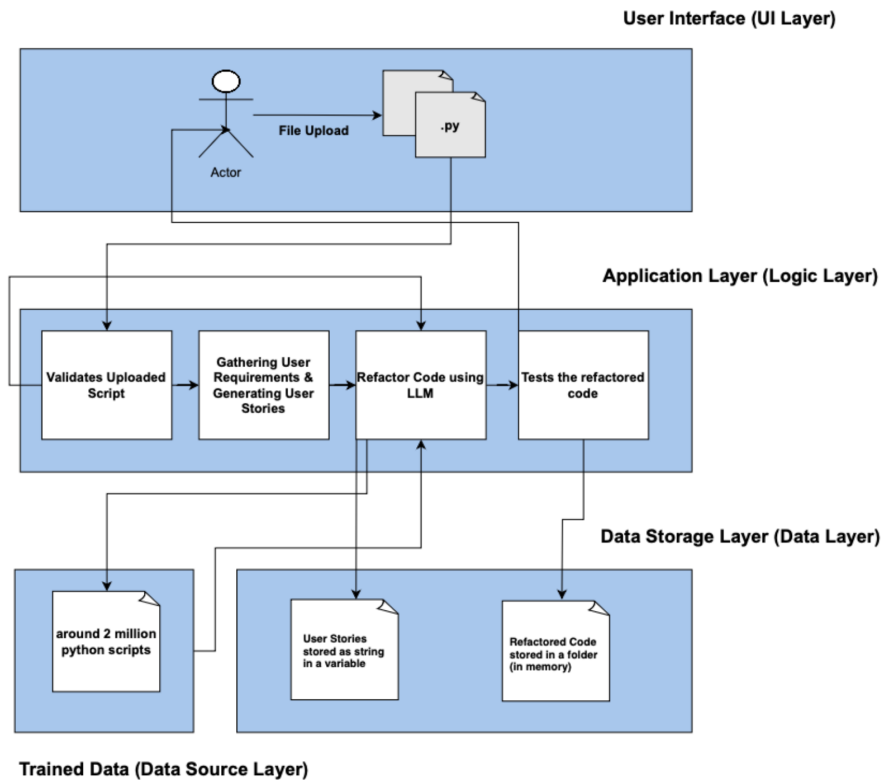 User Interface (UI Layer)
File Upload
.py
Actor
Application Layer (Logic Layer)
Validates Uploaded
Script
Gathering User
Requirements &
Generating User
Stories
Refactor Code using
LLM
Tests the refactored
code
Data Storage Layer (Data Layer)
around 2 million
python scripts
User Stories
stored as string
in a variable
Refactored Code
stored in a folder
(in memory)
Trained Data (Data Source Layer)